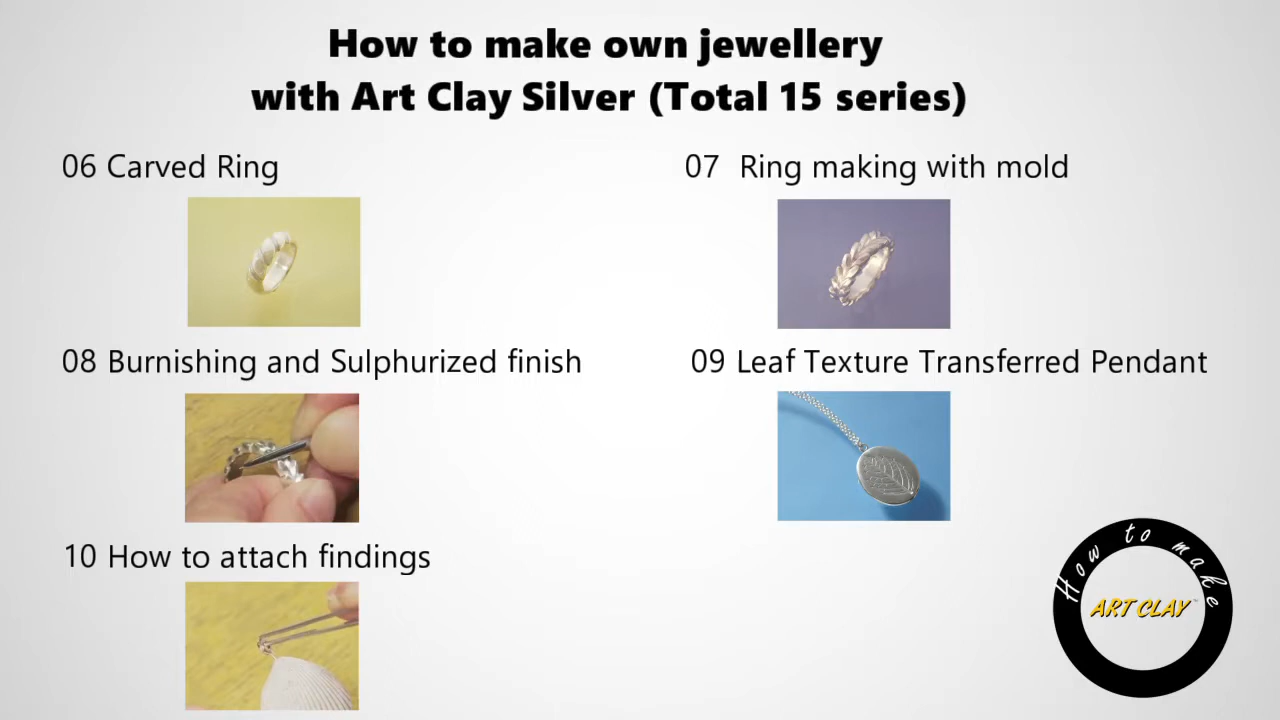 How to make own jewellery
with Art Clay Silver (Total 15 series)
06 Carved Ring
07 Ring making with mold
08 Burnishing and Sulphurized finish
09 Leaf Texture Transferred Pendant
10 How to attach findings
How to make
ART CLAY™